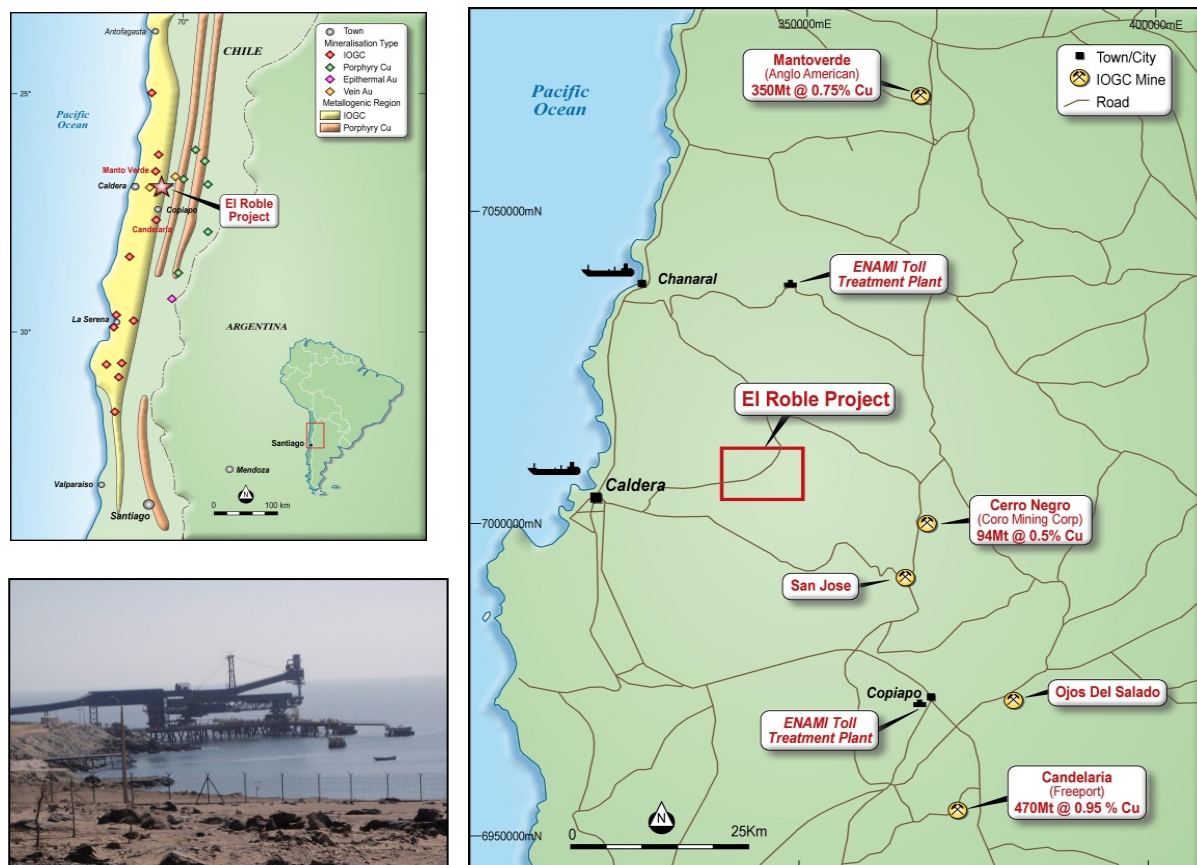 70°
Antofagasta
CHILE
Town
Mineralisation Type
IOGC
Porphyry Cu
Epithermal Au
Vein Au
Metallogenic Region
IOGC
Porphyry Cu
25°
Pacific
Ocean
Manto Verde
Caldera
El Roble
Project
Copiapo
Candelaria
La Serena
30°
ARGENTINA
Santiago
Mendoza
Valparaiso
N
0 100 km
Santiago
350000mE
400000mE
Pacific
Ocean
Mantoverde
(Anglo American)
350Mt @ 0.75% Cu
Town/City
IOGC Mine
Road
7050000mN
ENAMI Toll
Treatment Plant
Chanaral
El Roble Project
Caldera
7000000mN
Cerro Negro
(Coro Mining Corp)
94Mt @ 0.5% Cu
San Jose
Copiapo
Ojos Del Salado
ENAMI Toll
Treatment Plant
Candelaria
(Freeport)
470Mt @ 0.95 % Cu
N
0 25Km
6950000mN